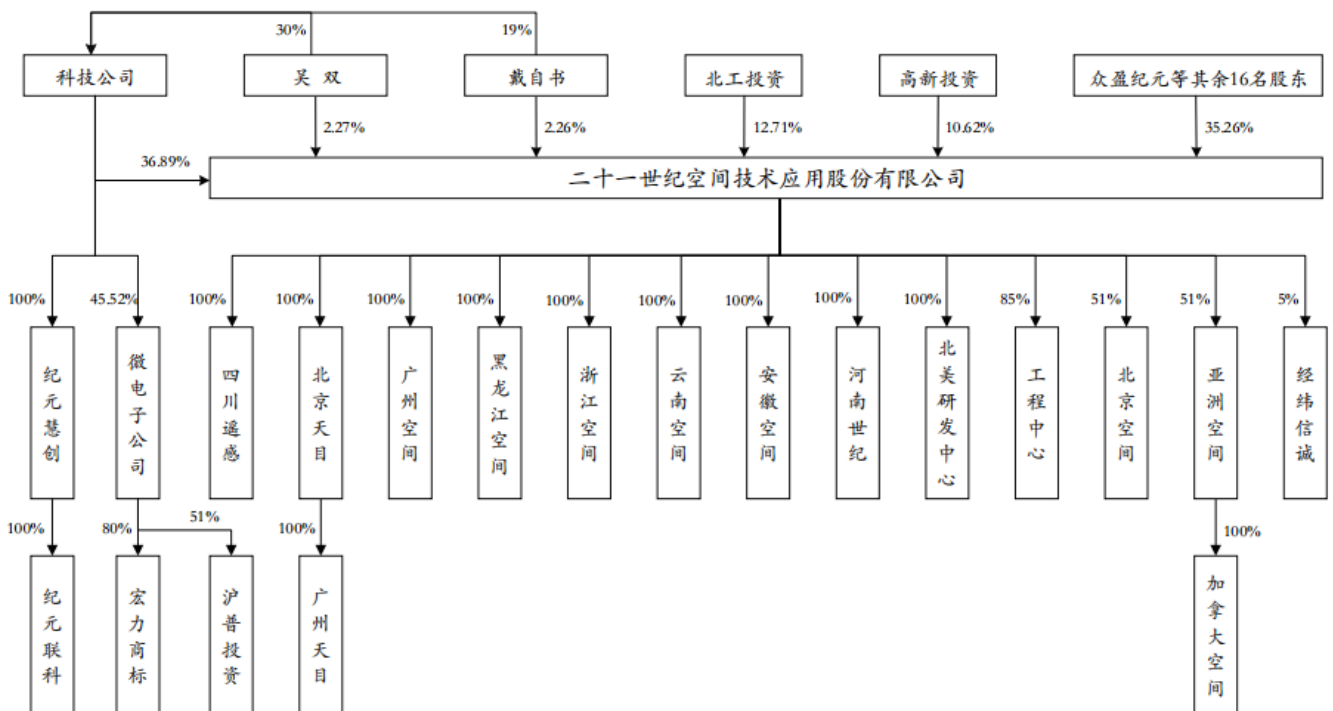 30%
19%
科技公司
吴 双
戴自书
北工投资
高新投资
众盈纪元等其余16名股东
2.27%
2.26%
12.71%
10.62%
35.26%
36.89%
二十一世纪空间技术应用股份有限公司
100%
45.52%
100%
100%
100%
100%
100%
100%
100%
100%
100%
85%
51%
51%
5%
纪元慧创
微电子公司
四川遥感
北京天目
广州空间
黑龙江空间
浙江空间
云南空间
安徽空间
河南世纪
北美研发中心
工程中心
北京空间
亚洲空间
经纬信诚
100%
80%
51%
100%
100%
纪元联科
宏力商标
沪普投资
广州天目
加拿大空间